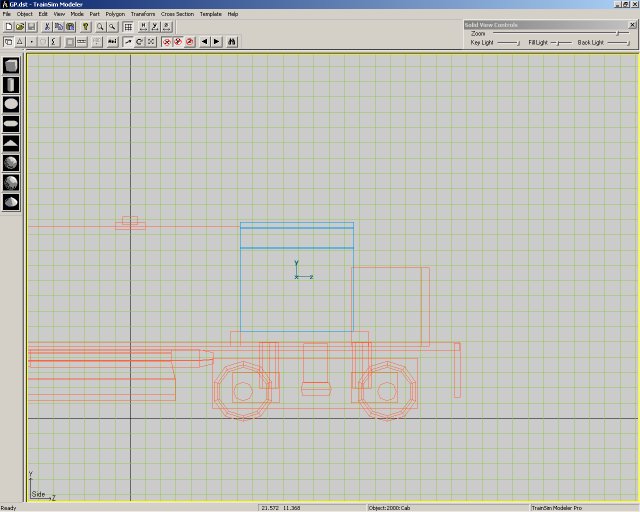 GP.dst - TrainSim Modeler
File Edit Object View Mode Part Polygon Transform Cross Section Template Help
Solid View Controls
Zoom
Key Light Fill Light Back Light
Y
Z
Y
Side Z
Ready 21.572 11.368 Object:2000:Cab TrainSim Modeler Pro